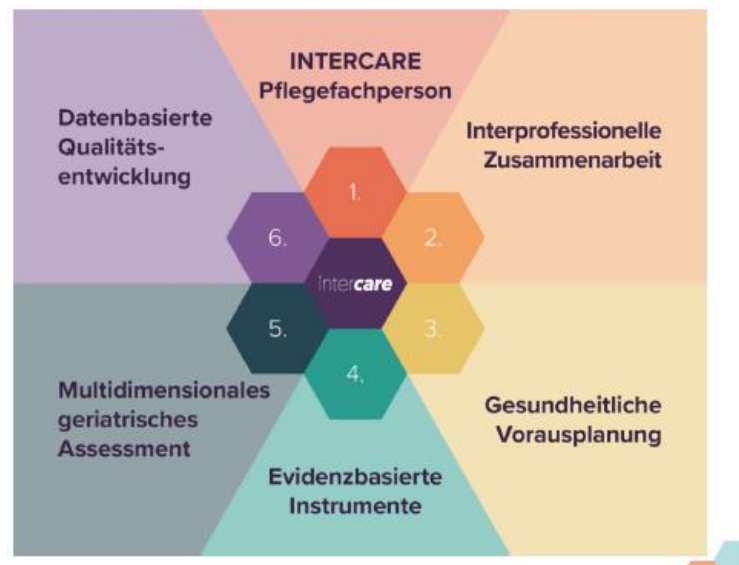 INTERCARE
Pflegefachperson
Interprofessionelle
Zusammenarbeit
Gesundheitliche
Vorausplanung
Evidenzbasierte
Instrumente
Multidimensionales
geriatrisches
Assessment
Datenbasierte
Qualitäts-
entwicklung
1.
2.
3.
4.
5.
6.
intercare